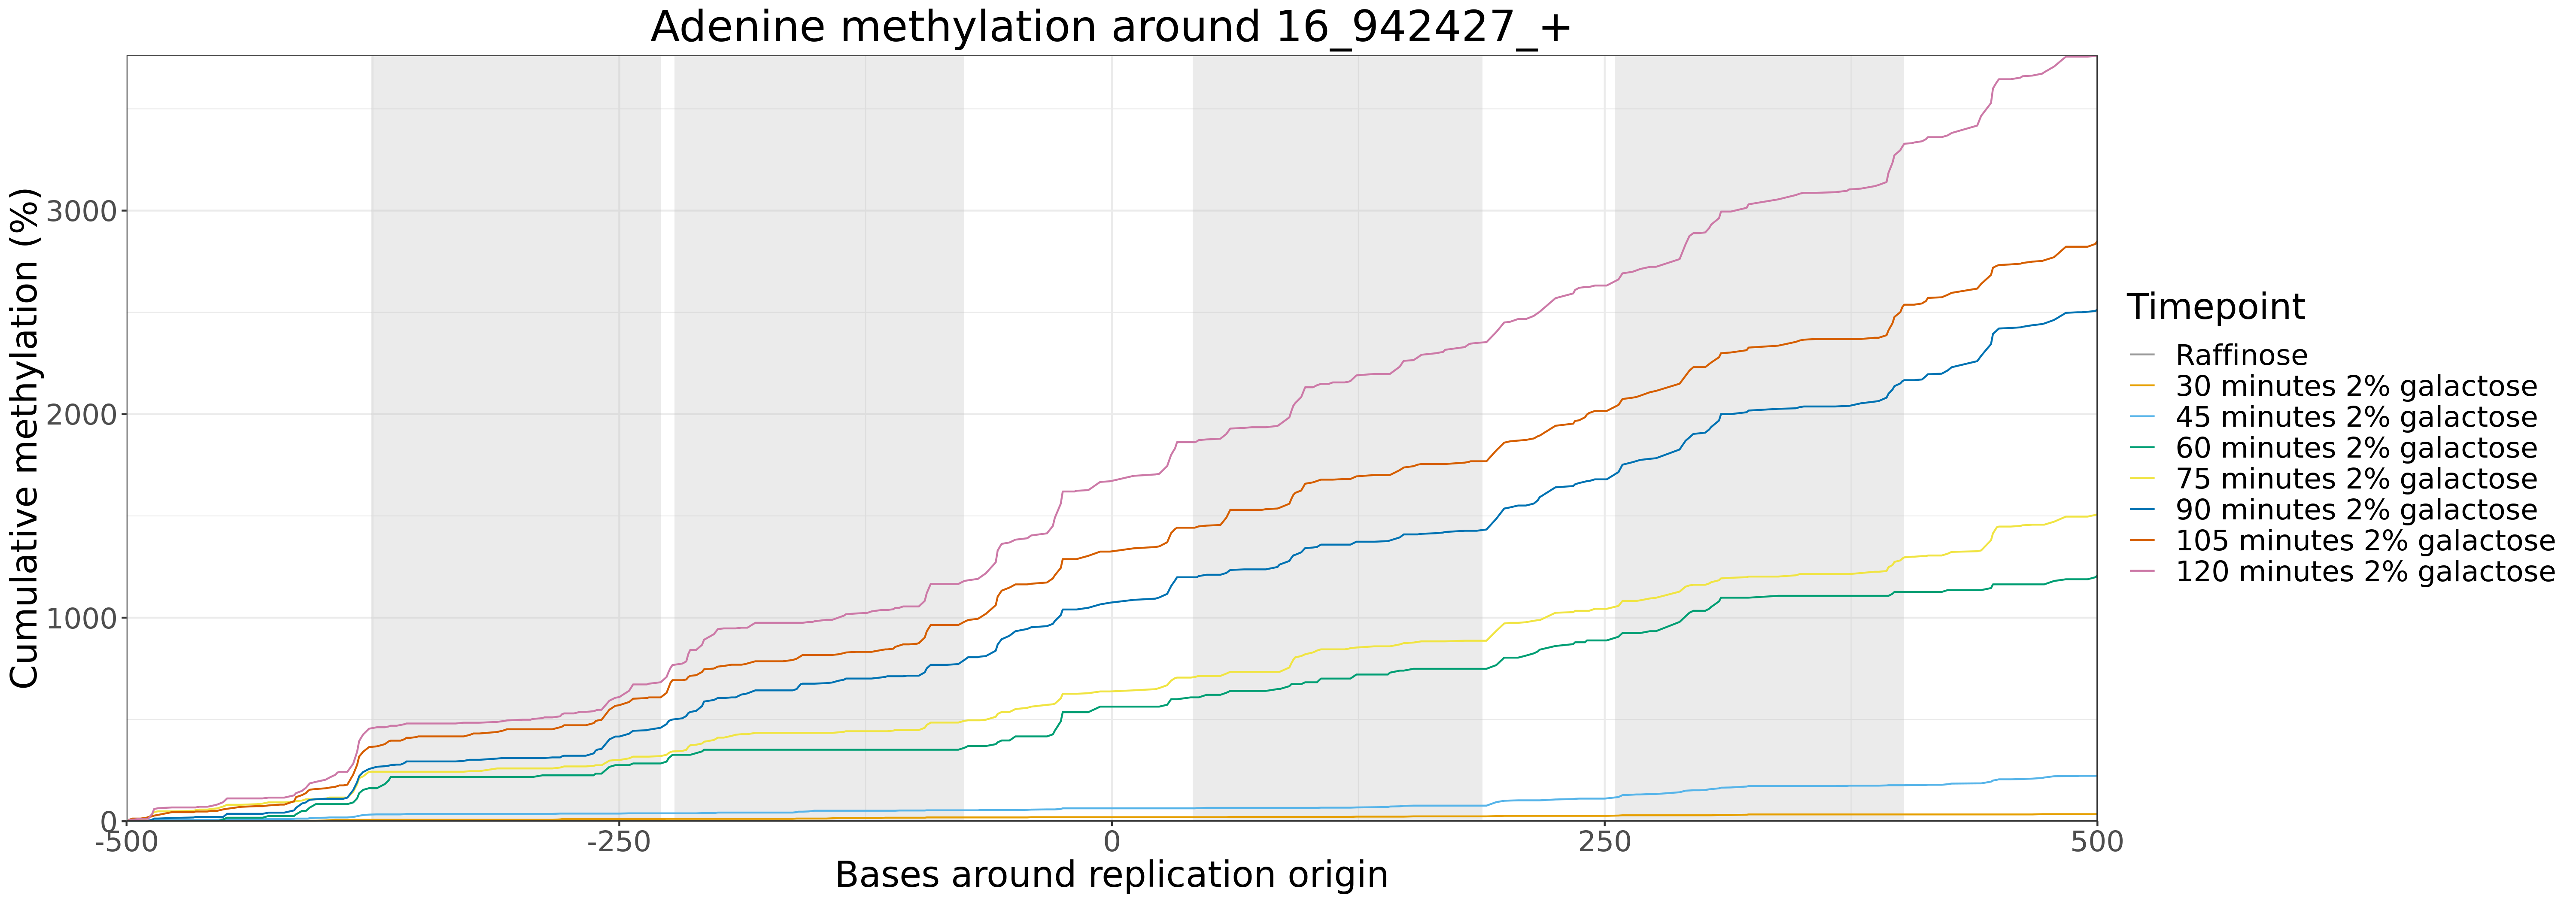 Adenine methylation around 16_942427_+
Cumulative methylation (%)
3000
2000
1000
0
-500
-250
0
250
500
Bases around replication origin
Timepoint
Raffinose
30 minutes 2% galactose
45 minutes 2% galactose
60 minutes 2% galactose
75 minutes 2% galactose
90 minutes 2% galactose
105 minutes 2% galactose
120 minutes 2% galactose